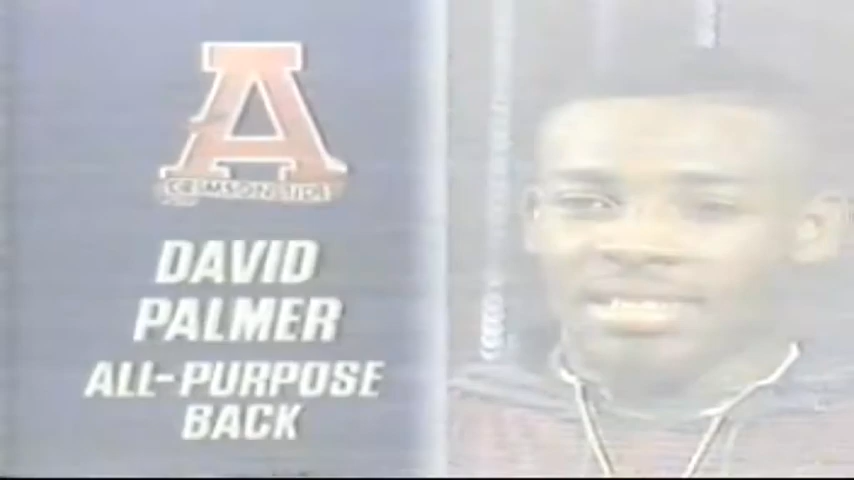 A
CRIMSON TIDE
DAVID
PALMER
ALL-PURPOSE
BACK